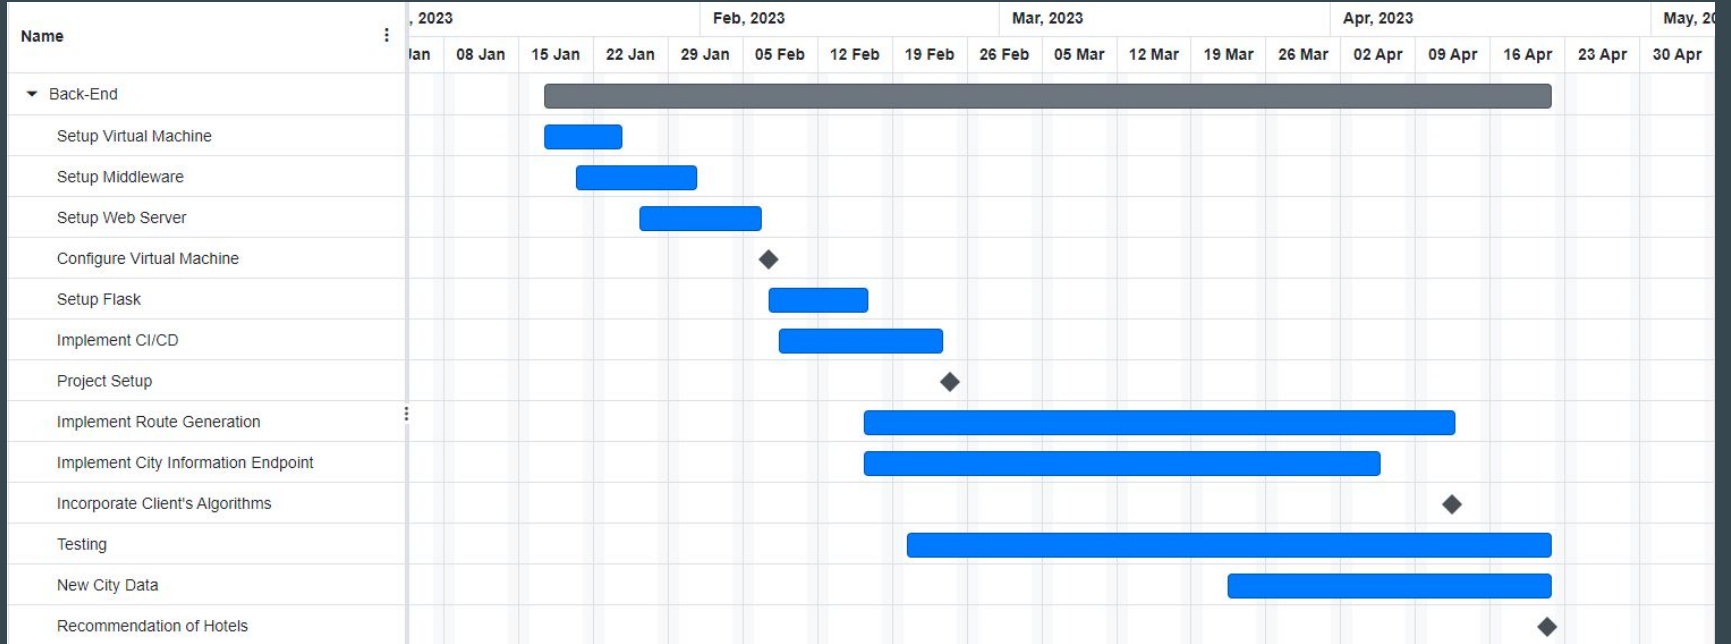 Name
, 2023 Feb, 2023 Mar, 2023 Apr, 2023 May, 20
Jan 08 Jan 15 Jan 22 Jan 29 Jan 05 Feb 12 Feb 19 Feb 26 Feb 05 Mar 12 Mar 19 Mar 26 Mar 02 Apr 09 Apr 16 Apr 23 Apr 30 Apr
Back-End
Setup Virtual Machine
Setup Middleware
Setup Web Server
Configure Virtual Machine
Setup Flask
Implement CI/CD
Project Setup
Implement Route Generation
Implement City Information Endpoint
Incorporate Client's Algorithms
Testing
New City Data
Recommendation of Hotels